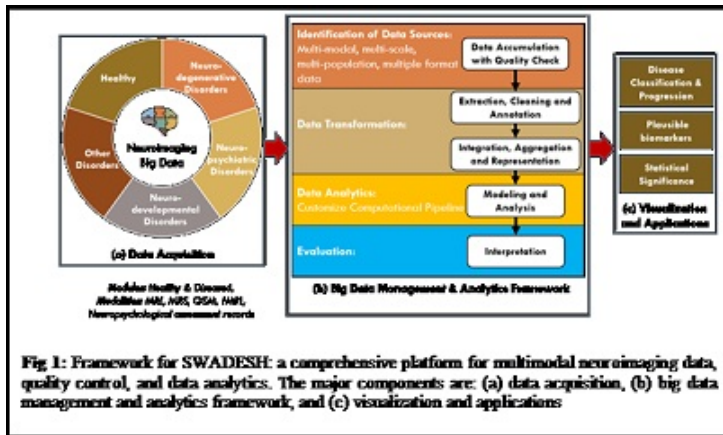 Healthy
Neuro-
degenerative
Disorders
Neuroimaging
Big Data
Neuro-
psychiatric
Disorders
Other
Disorders
Neuro-
developmental
Disorders
(a) Data Acquisition
Modules Healthy & Diseased,
Modalities MRI, MRS, QSM, fMRI,
Neuropsychological assessment records
Identification of Data Sources:
Multi-modal, multi-scale,
multi-population, multiple format
data
Data Accumulation
with Quality Check
Data Transformation:
Extraction, Cleaning and
Annotation
Integration, Aggregation
and Representation
Data Analytics:
Customize Computational Pipeline
Modeling and
Analysis
Evaluation:
Interpretation
(b) Big Data Management & Analytics Framework
Disease
Classification &
Progression
Plausible
biomarkers
Statistical
Significance
(c) Visualization
and Applications
Fig 1: Framework for SWADESH: a comprehensive platform for multimodal neuroimaging data,
quality control, and data analytics. The major components are: (a) data acquisition, (b) big data
management and analytics framework, and (c) visualization and applications